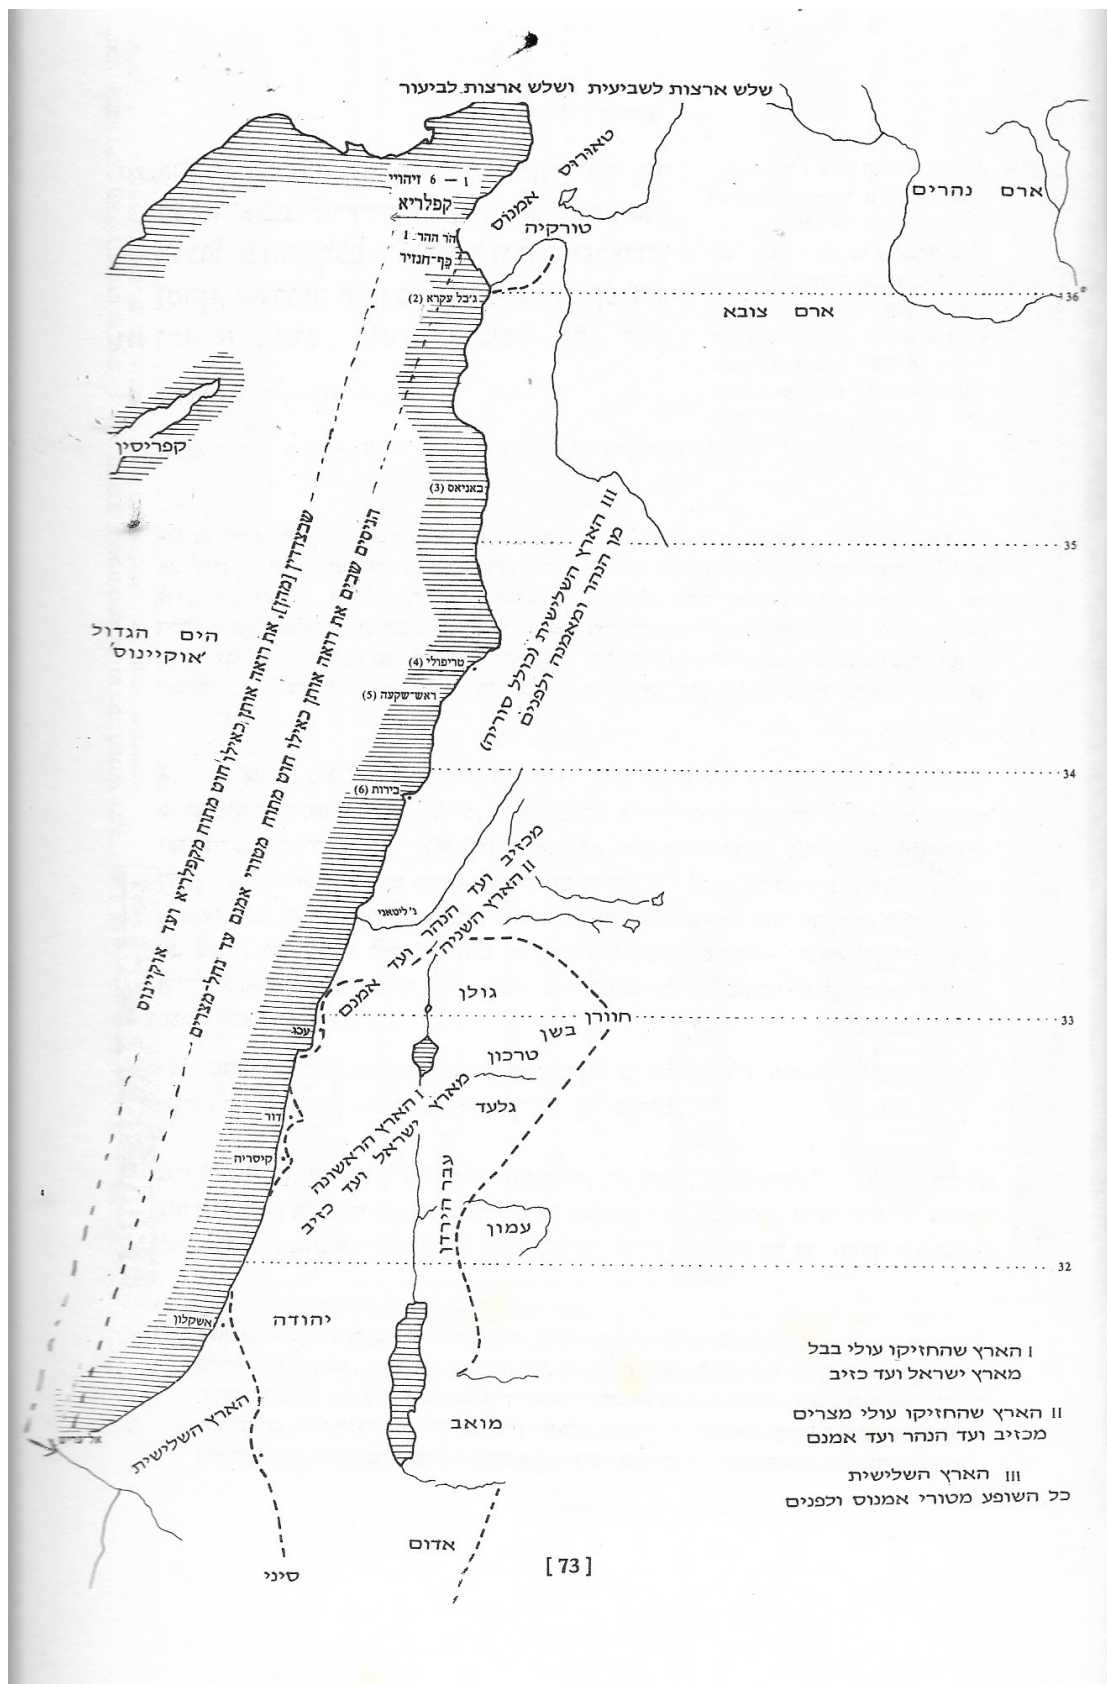 שלש ארצות לשביעית ושלש ארצות לביעור
טאורוס
אמנוס
ארם נהרים
1 — 6 זיהויי
קפלריא
הר ההר 1
כף־חנזיר
טורקיה
ג׳בל עקרא (2)
36°
ארם צובא
קפריסין
באניאס (3)
III הארץ השלישית (כולל סוריה)
מן הנהר ומאמנה ולפנים
35
הים הגדול
'אוקיינוס'
שבצדדין [מהן], את רואה אותן כאילו חוט מתוח מקפלריא ועד אוקיינוס
הניסים שבים את רואה אותן כאילו חוט מתוח מטורי אמנם עד נחל־מצרים
טריפולי (4)
ראש־שקעה (5)
34
בירות (6)
נ׳ ליטאני
מכזיב ועד הנהר ועד אמנם
II הארץ השניה
גולן
חוורן
33
בשן
עכו
טרכון
גלעד
I הארץ הראשונה מארץ
ישראל ועד כזיב
דור
קיסריה
עבר הירדן
עמון
32
אשקלון
יהודה
I הארץ שהחזיקו עולי בבל
מארץ ישראל ועד כזיב
II הארץ שהחזיקו עולי מצרים
מכזיב ועד הנהר ועד אמנם
III הארץ השלישית
כל השופע מטורי אמנוס ולפנים
הארץ השלישית
מואב
אדום
סיני
[73]